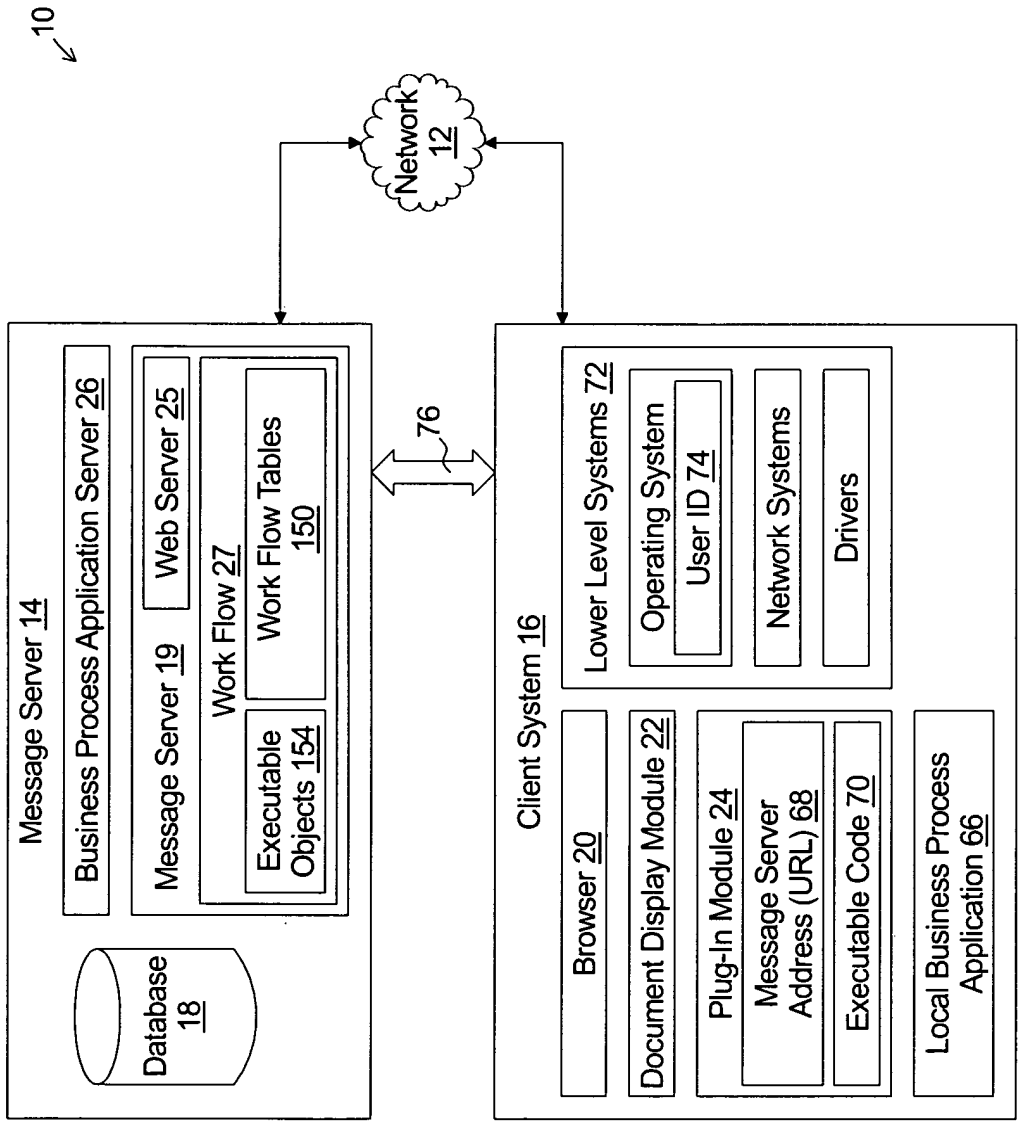 10
Message Server 14
Database
18
Business Process Application Server 26
Message Server 19
Web Server 25
Work Flow 27
Executable
Objects 154
Work Flow Tables
150
Network
12
76
Client System 16
Browser 20
Document Display Module 22
Plug-In Module 24
Message Server
Address (URL) 68
Executable Code 70
Local Business Process
Application 66
Lower Level Systems 72
Operating System
User ID 74
Network Systems
Drivers